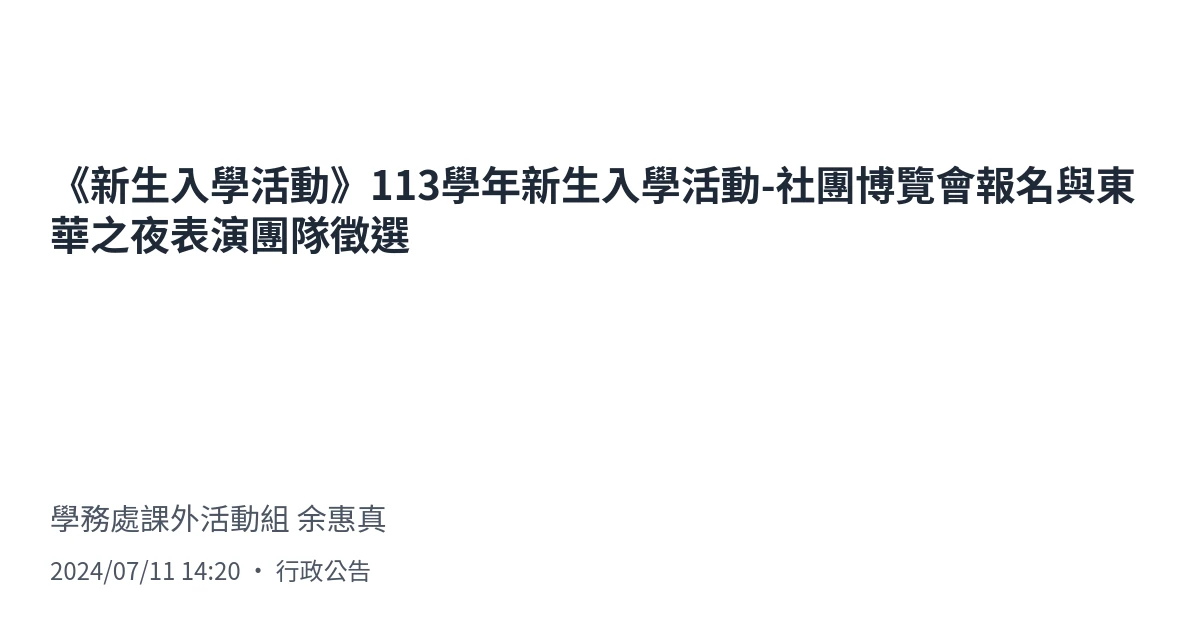 《新生入學活動》113學年新生入學活動-社團博覽會報名與東
華之夜表演團隊徵選
學務處課外活動組 余惠真
2024/07/11 14:20 ・ 行政公告